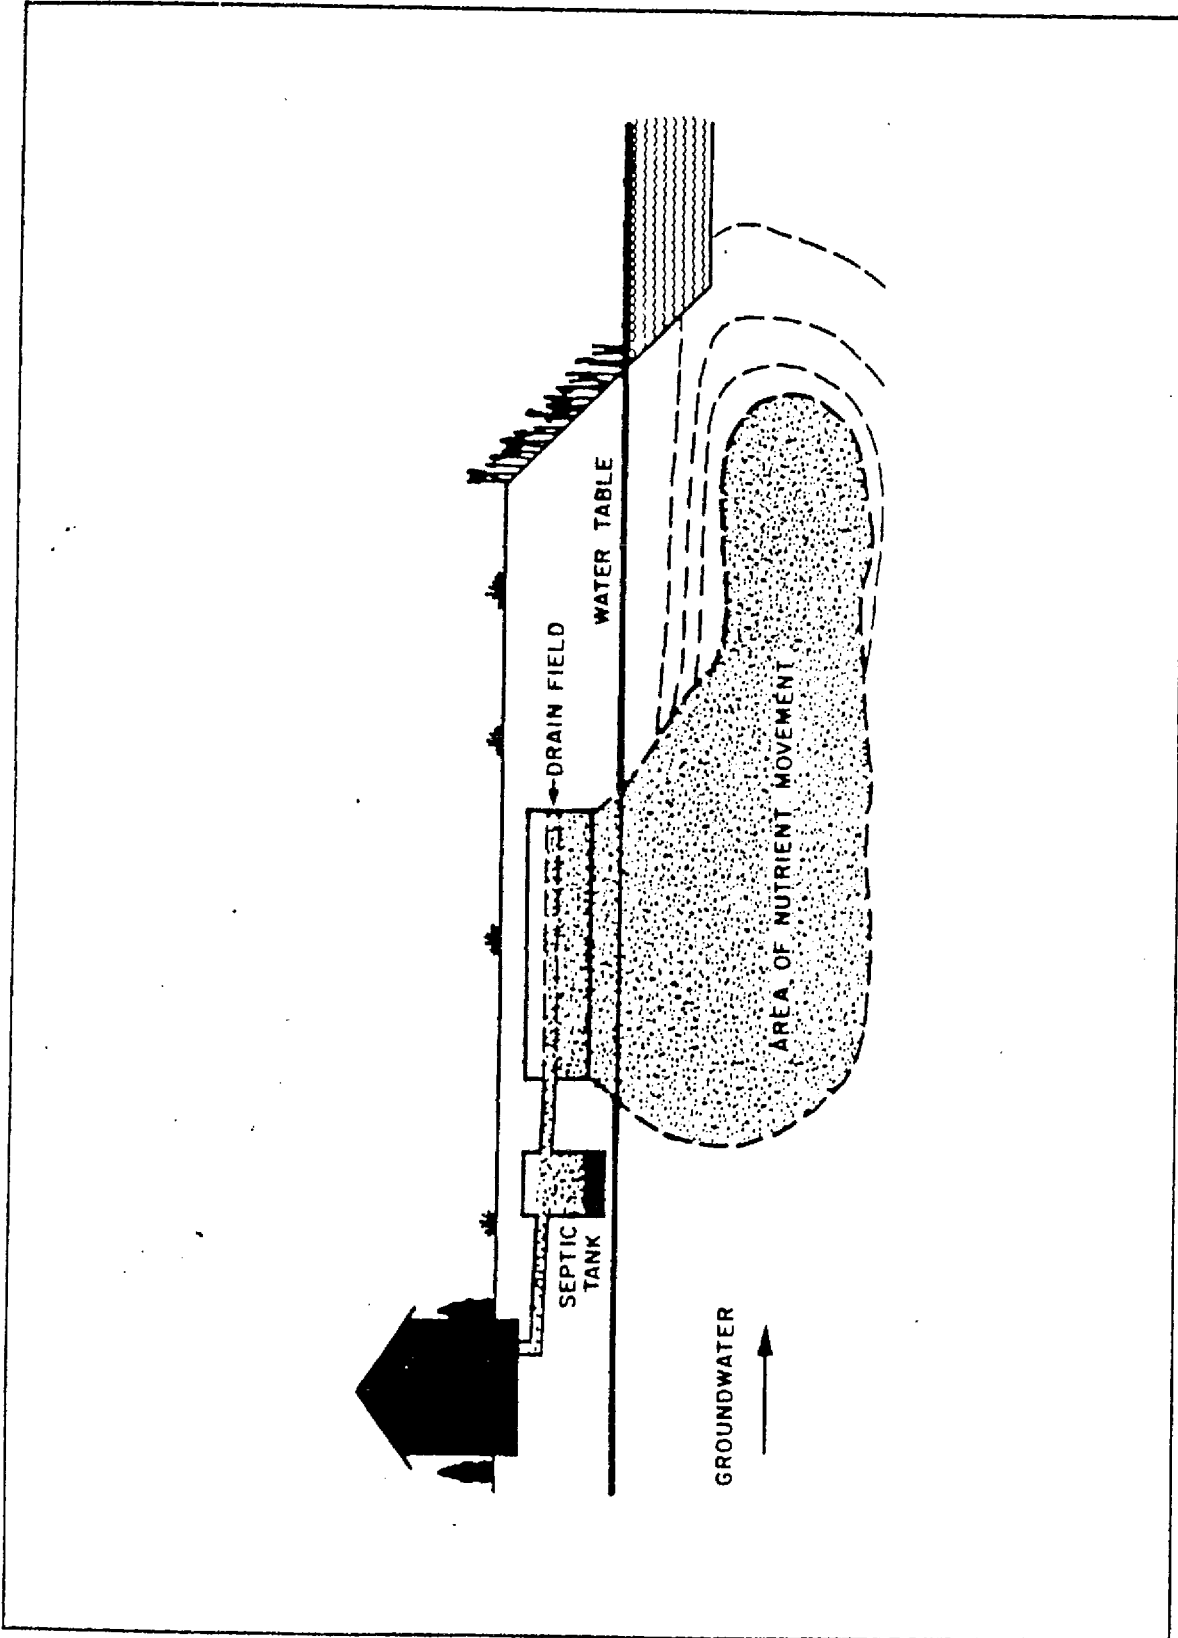 DRAIN FIELD
WATER TABLE
SEPTIC
TANK
AREA OF NUTRIENT MOVEMENT
GROUNDWATER